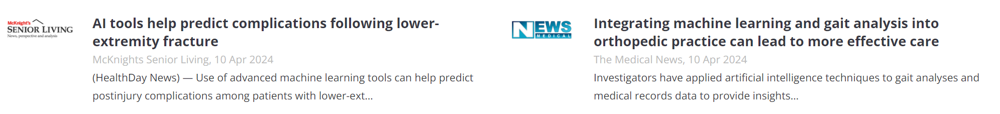 McKnight's
SENIOR LIVING
News, perspective and analysis
AI tools help predict complications following lower-
extremity fracture
McKnights Senior Living, 10 Apr 2024
(HealthDay News) — Use of advanced machine learning tools can help predict
postinjury complications among patients with lower-ext...
NEWS
MEDICAL
Integrating machine learning and gait analysis into
orthopedic practice can lead to more effective care
The Medical News, 10 Apr 2024
Investigators have applied artificial intelligence techniques to gait analyses and
medical records data to provide insights...